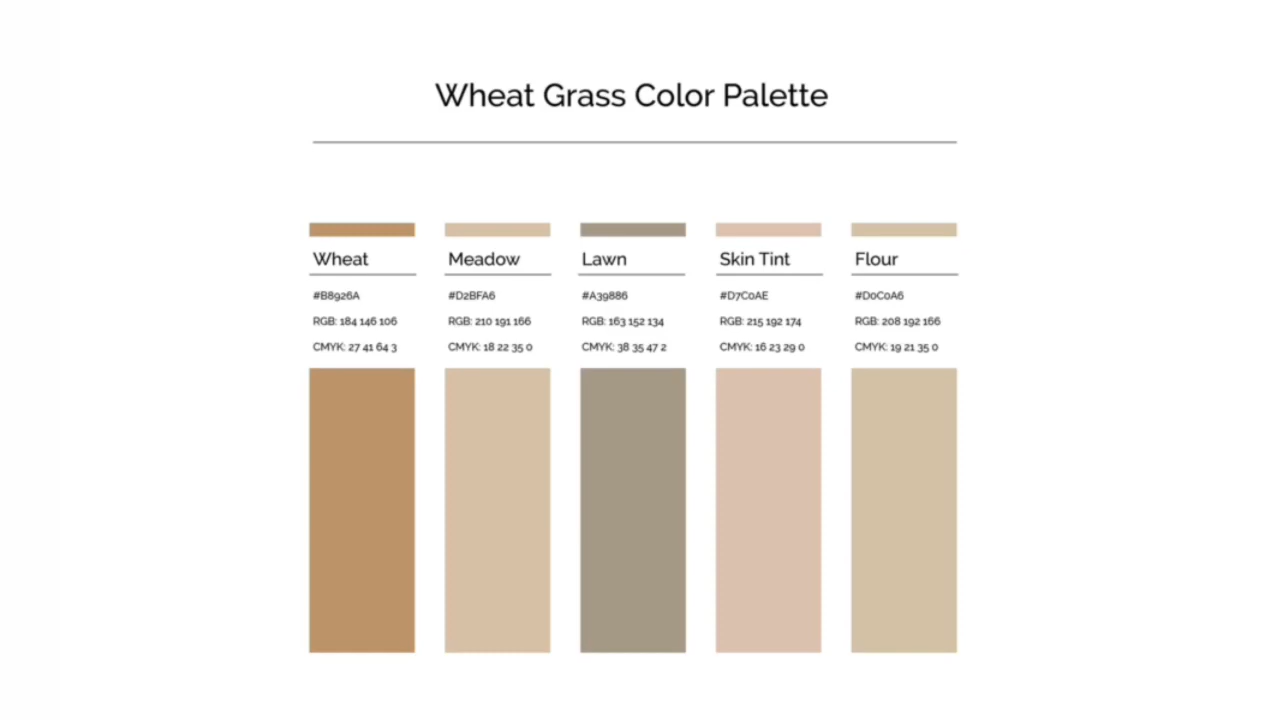 Wheat Grass Color Palette
Wheat
#B8926A
RGB: 184 146 106
CMYK: 27 41 64 3
Meadow
#D2BFA6
RGB: 210 191 166
CMYK: 18 22 35 0
Lawn
#A39886
RGB: 163 152 134
CMYK: 38 35 47 2
Skin Tint
#D7C0AE
RGB: 215 192 174
CMYK: 16 23 29 0
Flour
#D0C0A6
RGB: 208 192 166
CMYK: 19 21 35 0